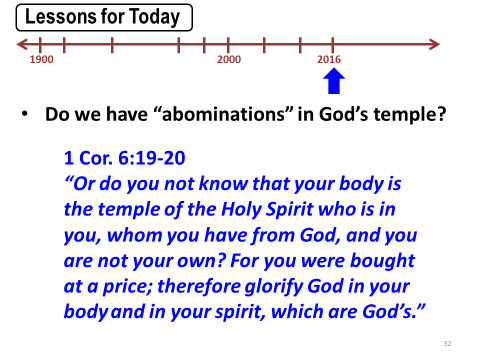 Lessons for Today
1900 2000 2016
• Do we have “abominations” in God’s temple?
1 Cor. 6:19-20
“Or do you not know that your body is
the temple of the Holy Spirit who is in
you, whom you have from God, and you
are not your own? For you were bought
at a price; therefore glorify God in your
body and in your spirit, which are God’s.”
32